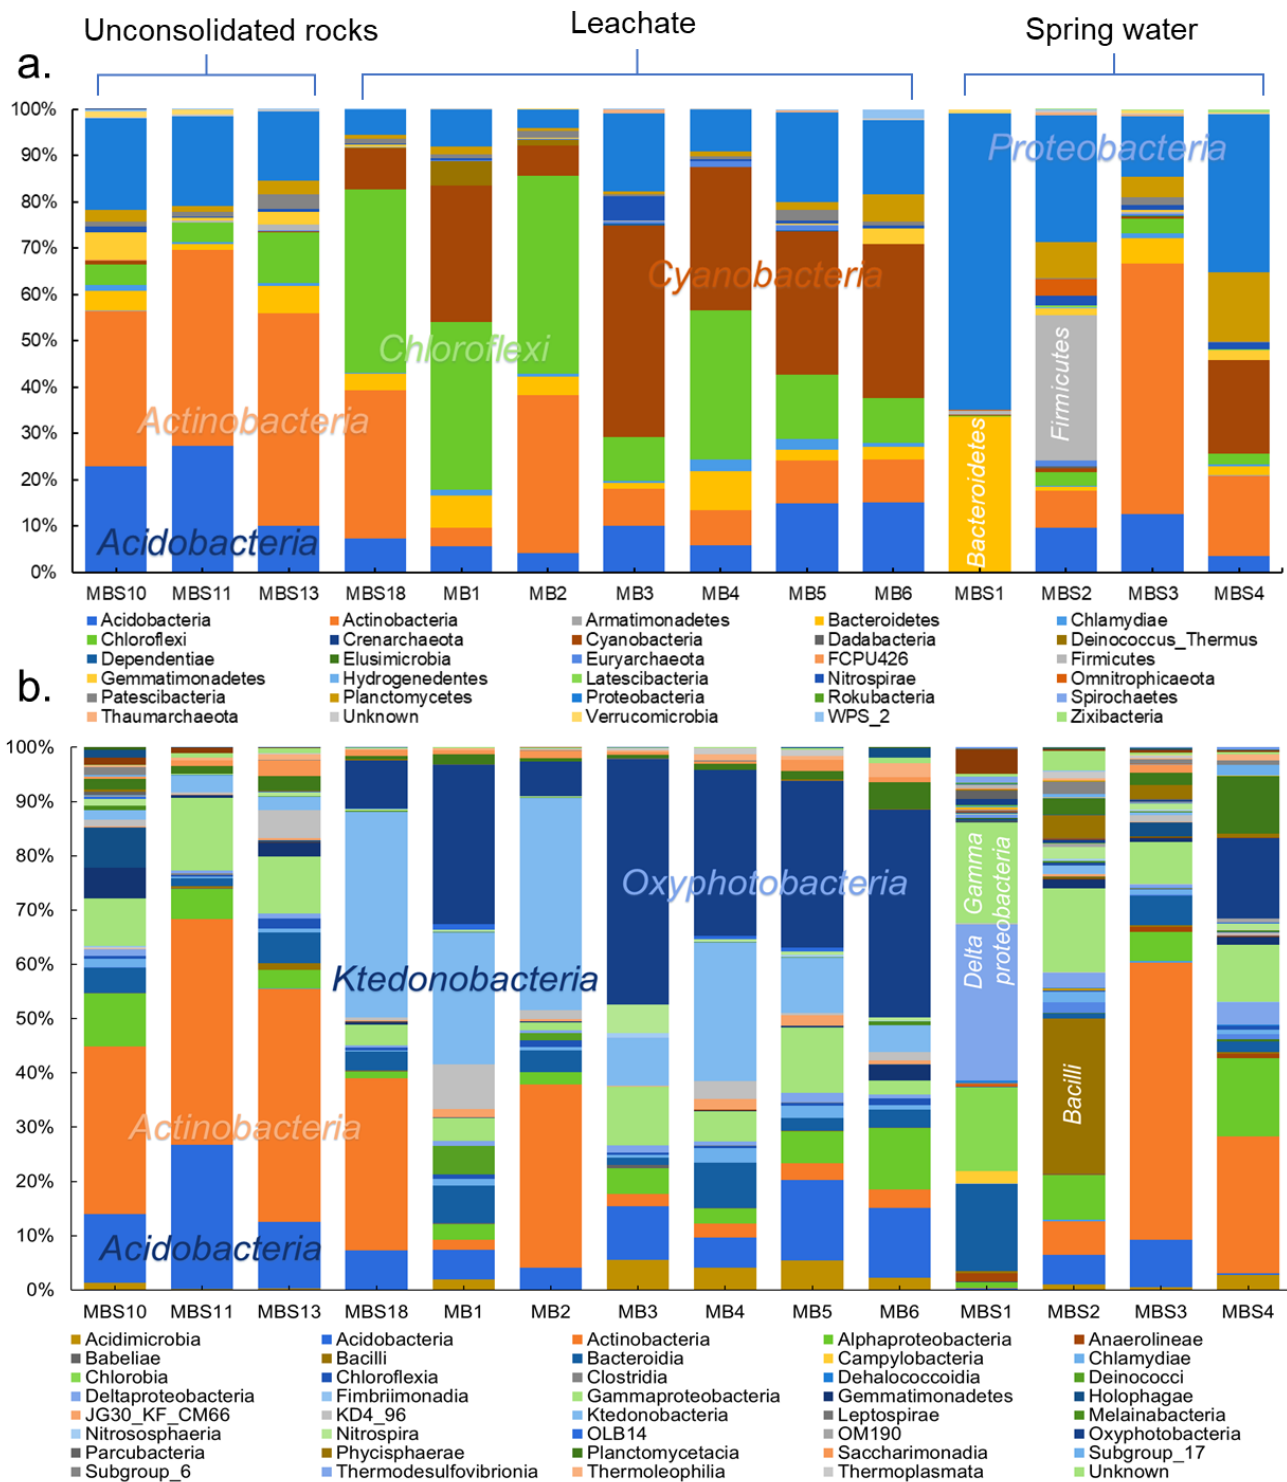 Unconsolidated rocks Leachate Spring water
a.
100%
90%
80%
70%
60%
50%
40%
30%
20%
10%
0%
Proteobacteria
Cyanobacteria
Chloroflexi
Firmicutes
Actinobacteria
Bacteroidetes
Acidobacteria
MBS10 MBS11 MBS13 MBS18 MB1 MB2 MB3 MB4 MB5 MB6 MBS1 MBS2 MBS3 MBS4
Acidobacteria Actinobacteria Armatimonadetes Bacteroidetes Chlamydiae
Chloroflexi Crenarchaeota Cyanobacteria Dadabacteria Deinococcus_Thermus
Dependentiae Elusimicrobia Euryarchaeota FCPU426 Firmicutes
Gemmatimonadetes Hydrogenedentes Latescibacteria Nitrospirae Omnitrophicaeota
Patescibacteria Planctomycetes Proteobacteria Rokubacteria Spirochaetes
Thaumarchaeota Unknown Verrucomicrobia WPS_2 Zixibacteria
b.
100%
90%
80%
70%
60%
50%
40%
30%
20%
10%
0%
Oxyphotobacteria
Gamma
Delta
proteobacteria
Ktedonobacteria
Bacilli
Actinobacteria
Acidobacteria
MBS10 MBS11 MBS13 MBS18 MB1 MB2 MB3 MB4 MB5 MB6 MBS1 MBS2 MBS3 MBS4
Acidimicrobia Acidobacteria Actinobacteria Alphaproteobacteria Anaerolineae
Babeliae Bacilli Bacteroidia Campylobacteria Chlamydiae
Chlorobia Chloroflexia Clostridia Dehalococcoidia Deinococci
Deltaproteobacteria Fimbriimonadia Gammaproteobacteria Gemmatimonadetes Holophagae
JG30_KF_CM66 KD4_96 Ktedonobacteria Leptospirae Melainabacteria
Nitrososphaeria Nitrospira OLB14 OM190 Oxyphotobacteria
Parcubacteria Phycisphaerae Planctomycetacia Saccharimonadia Subgroup_17
Subgroup_6 Thermodesulfovibrionia Thermoleophilia Thermoplasmata Unknown